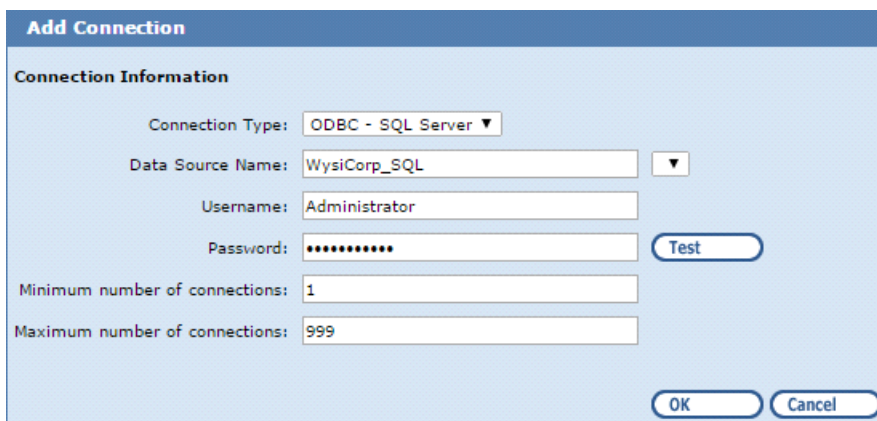 Add Connection
Connection Information
Connection Type: ODBC - SQL Server ▼
Data Source Name: WysiCorp_SQL ▼
Username: Administrator
Password: ••••••••••• Test
Minimum number of connections: 1
Maximum number of connections: 999
OK Cancel